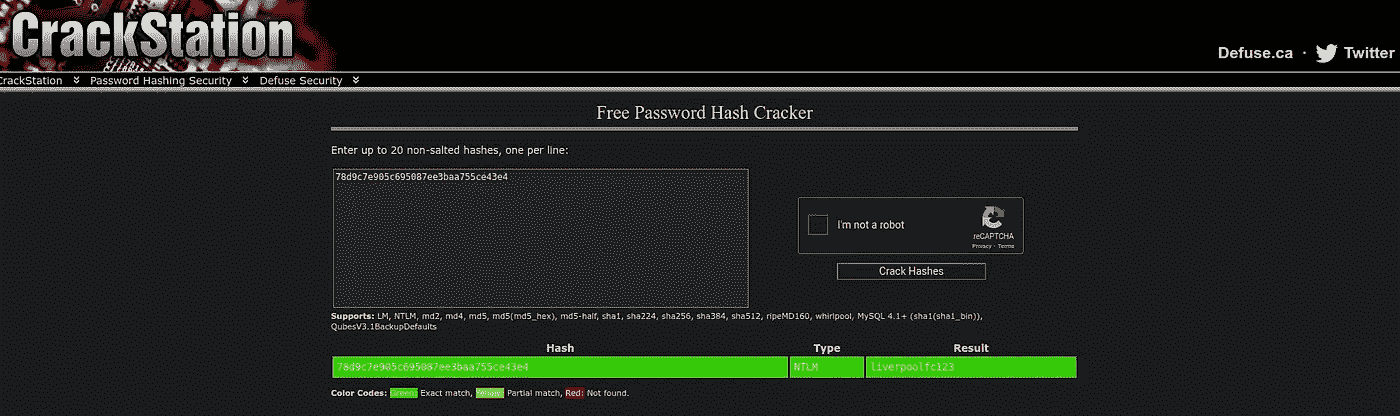 CrackStation
Defuse.ca · Twitter
CrackStation Password Hashing Security Defuse Security
Free Password Hash Cracker
Enter up to 20 non-salted hashes, one per line:
78d9c7e905c695087ee3baa755ce43e4
I'm not a robot
reCAPTCHA
Privacy - Terms
Crack Hashes
Supports: LM, NTLM, md2, md4, md5, md5(md5_hex), md5-half, sha1, sha224, sha256, sha384, sha512, ripeMD160, whirlpool, MySQL 4.1+ (sha1(sha1_bin)),
QubesV3.1BackupDefaults
Hash Type Result
78d9c7e905c695087ee3baa755ce43e4 NTLM liverpoolfc123
Color Codes: Green: Exact match, Yellow: Partial match, Red: Not found.